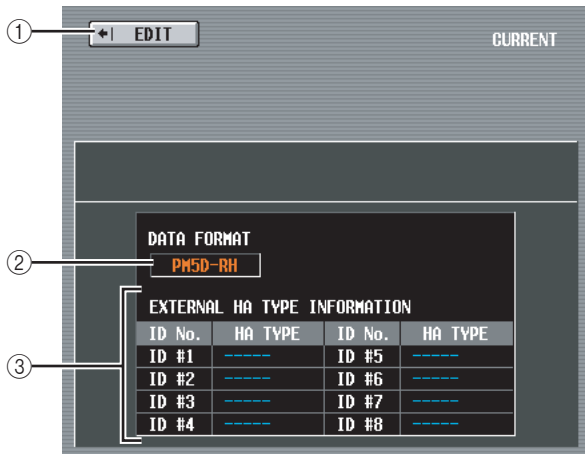 ① EDIT
CURRENT
DATA FORMAT
② PM5D-RH
EXTERNAL HA TYPE INFORMATION
③
ID No. HA TYPE ID No. HA TYPE
ID #1 ----- ID #5 -----
ID #2 ----- ID #6 -----
ID #3 ----- ID #7 -----
ID #4 ----- ID #8 -----